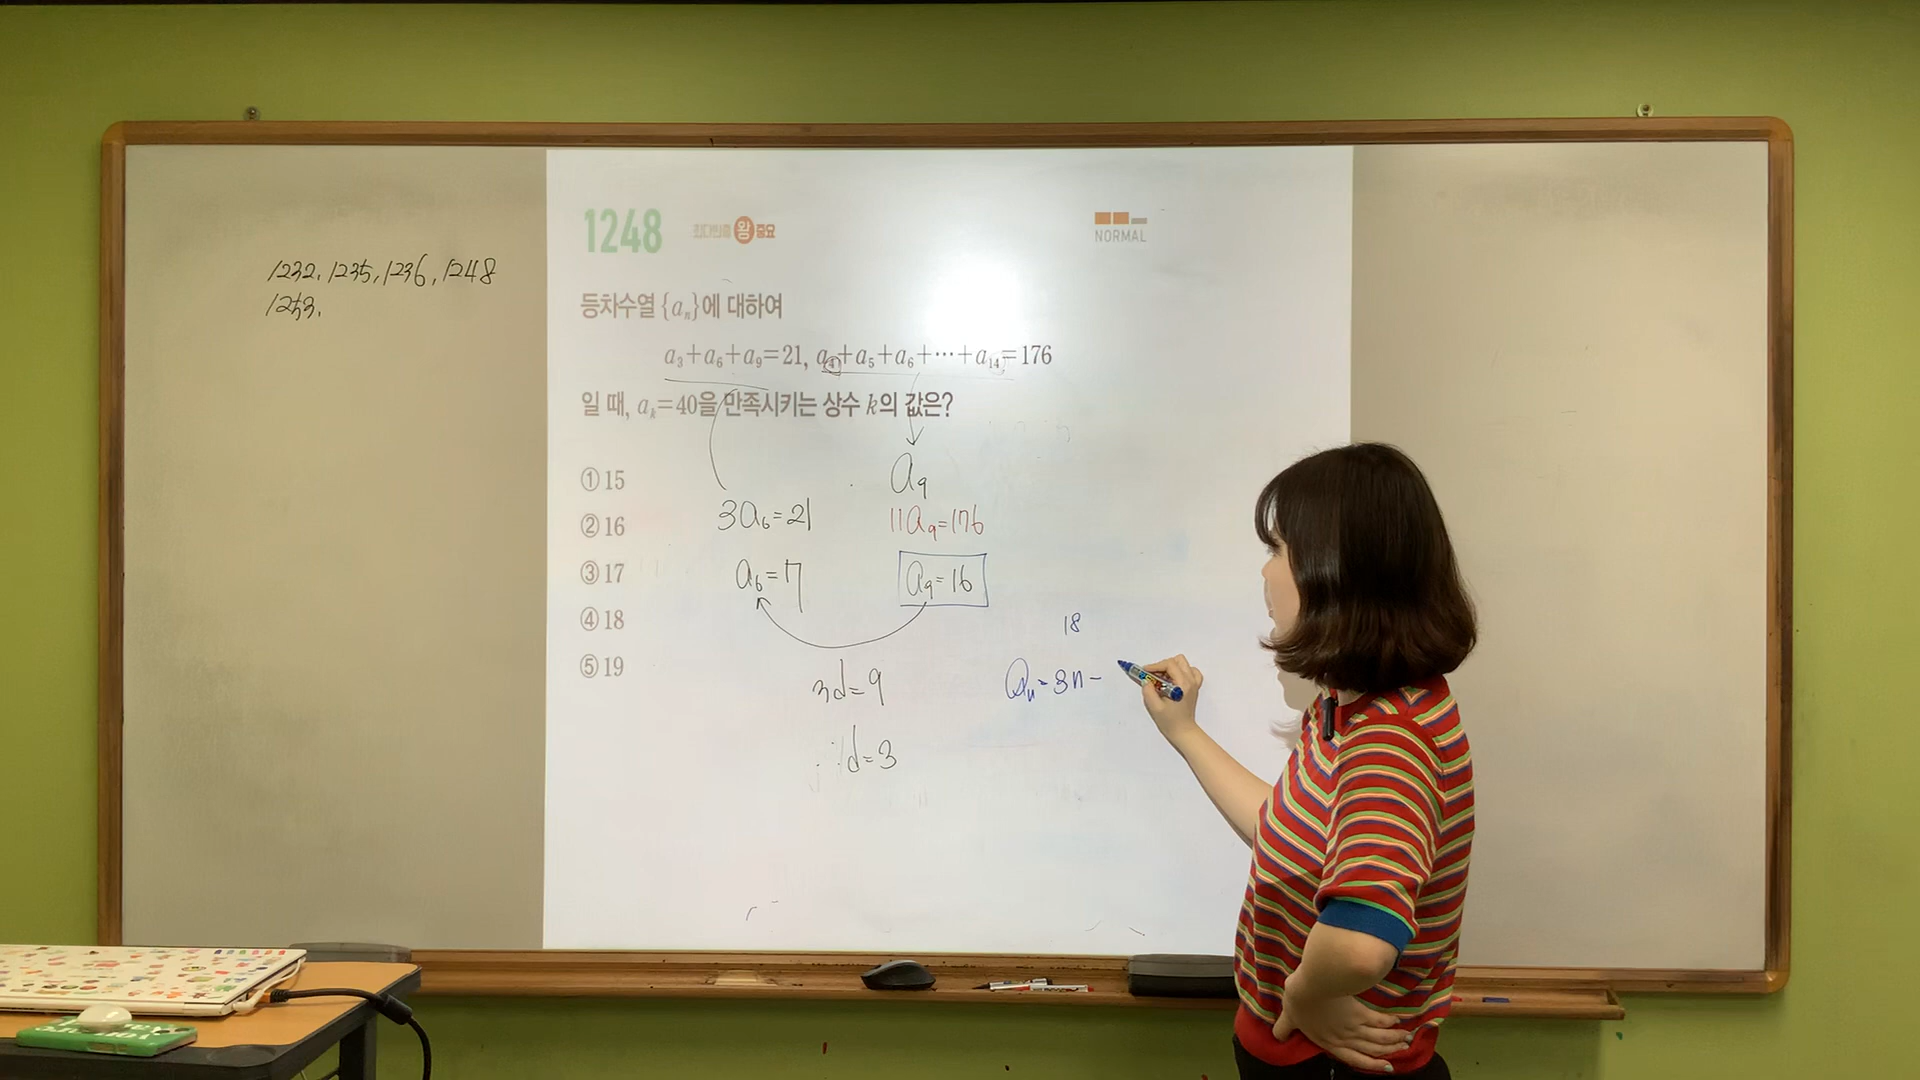 1232, 1235, 1236, 1248
1253.
1248 최다빈출 왕 중요
NORMAL
등차수열 {aₙ}에 대하여
a₃+a₆+a₉=21, a₄+a₅+a₆+⋯+a₁₄=176
일 때, aₖ=40을 만족시키는 상수 k의 값은?
① 15
② 16
③ 17
④ 18
⑤ 19
a₉
3a₆=21
11a₉=176
a₆=7
a₉=16
3d=9
∴d=3
18
aₙ=3n-